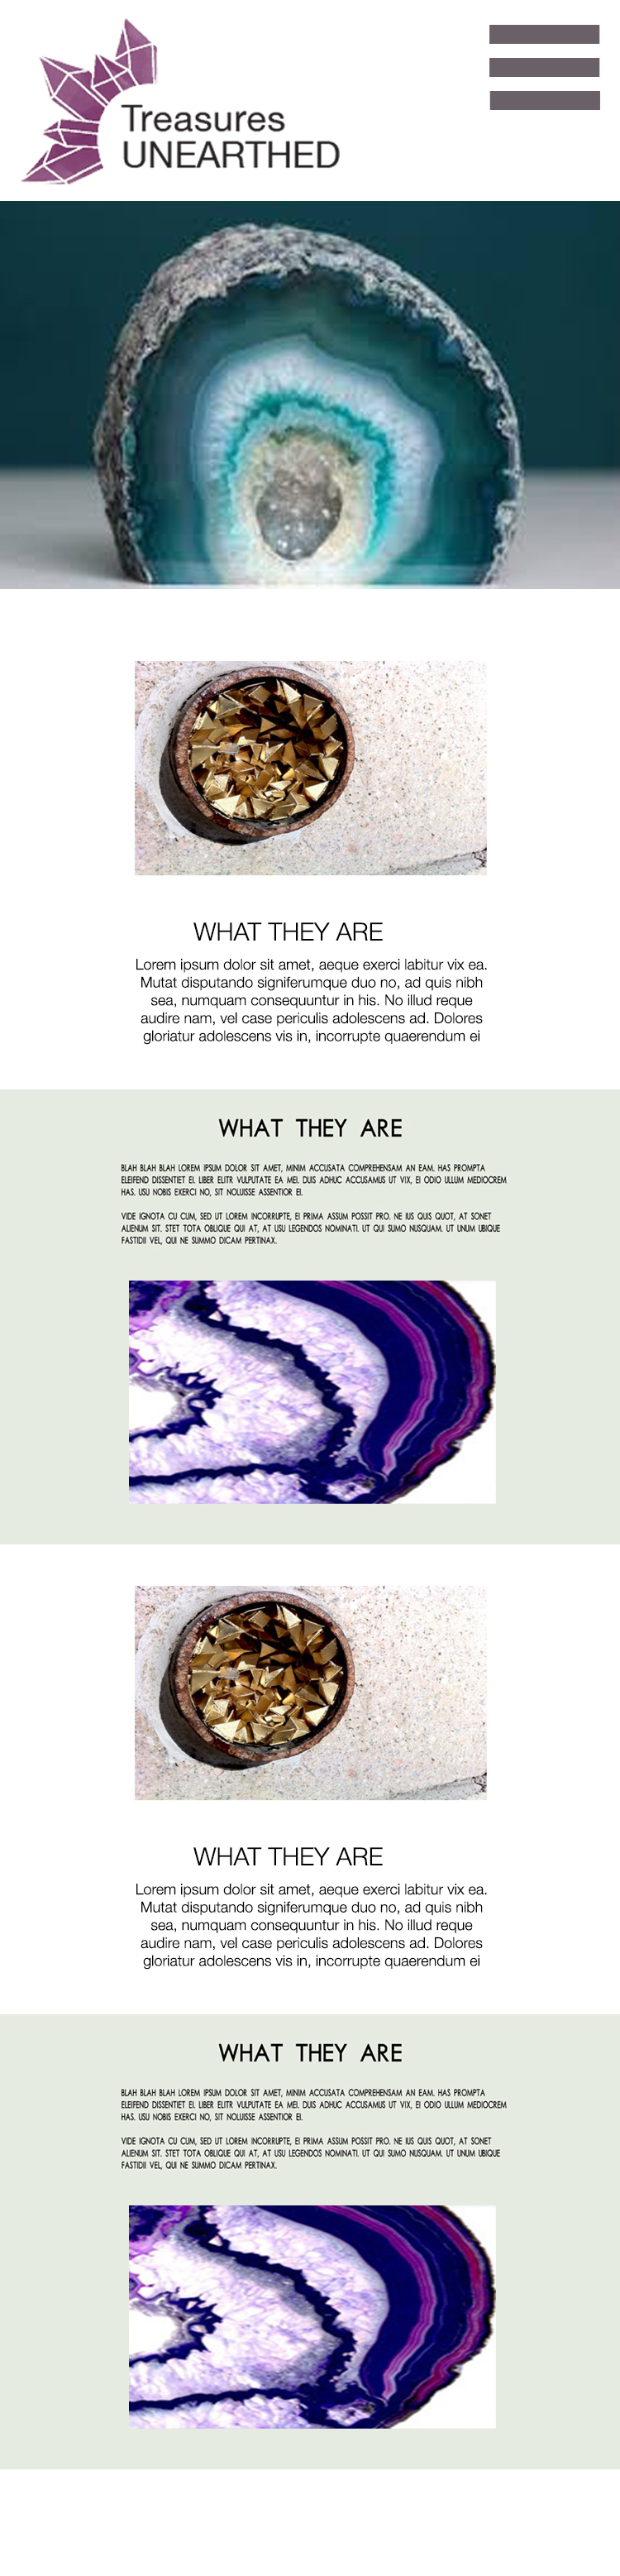 Treasures
UNEARTHED
WHAT THEY ARE
Lorem ipsum dolor sit amet, aeque exerci labitur vix ea.
Mutat disputando signiferumque duo no, ad quis nibh
sea, numquam consequuntur in his. No illud reque
audire nam, vel case periculis adolescens ad. Dolores
gloriatur adolescens vis in, incorrupte quaerendum ei
WHAT THEY ARE
BLAH BLAH BLAH LOREM IPSUM DOLOR SIT AMET, MINIM ACCUSATA COMPREHENSAM AN EAM. HAS PROMPTA
ELEIFEND DISSENTIET EI. LIBER ELITR VULPUTATE EA MEI. DUIS ADHUC ACCUSAMUS UT VIX, EI ODIO ULLUM MEDIOCREM
HAS. USU NOBIS EXERCI NO, SIT NOLUISSE ASSENTIOR EI.
VIDE IGNOTA CU CUM, SED UT LOREM INCORRUPTE, EI PRIMA ASSUM POSSIT PRO. NE IUS QUIS QUOT, AT SONET
ALIENUM SIT. STET TOTA OBLIQUE QUI AT, AT USU LEGENDOS NOMINATI. UT QUI SUMO NUSQUAM. UT UNUM UBIQUE
FASTIDII VEL, QUI NE SUMMO DICAM PERTINAX.
WHAT THEY ARE
Lorem ipsum dolor sit amet, aeque exerci labitur vix ea.
Mutat disputando signiferumque duo no, ad quis nibh
sea, numquam consequuntur in his. No illud reque
audire nam, vel case periculis adolescens ad. Dolores
gloriatur adolescens vis in, incorrupte quaerendum ei
WHAT THEY ARE
BLAH BLAH BLAH LOREM IPSUM DOLOR SIT AMET, MINIM ACCUSATA COMPREHENSAM AN EAM. HAS PROMPTA
ELEIFEND DISSENTIET EI. LIBER ELITR VULPUTATE EA MEI. DUIS ADHUC ACCUSAMUS UT VIX, EI ODIO ULLUM MEDIOCREM
HAS. USU NOBIS EXERCI NO, SIT NOLUISSE ASSENTIOR EI.
VIDE IGNOTA CU CUM, SED UT LOREM INCORRUPTE, EI PRIMA ASSUM POSSIT PRO. NE IUS QUIS QUOT, AT SONET
ALIENUM SIT. STET TOTA OBLIQUE QUI AT, AT USU LEGENDOS NOMINATI. UT QUI SUMO NUSQUAM. UT UNUM UBIQUE
FASTIDII VEL, QUI NE SUMMO DICAM PERTINAX.